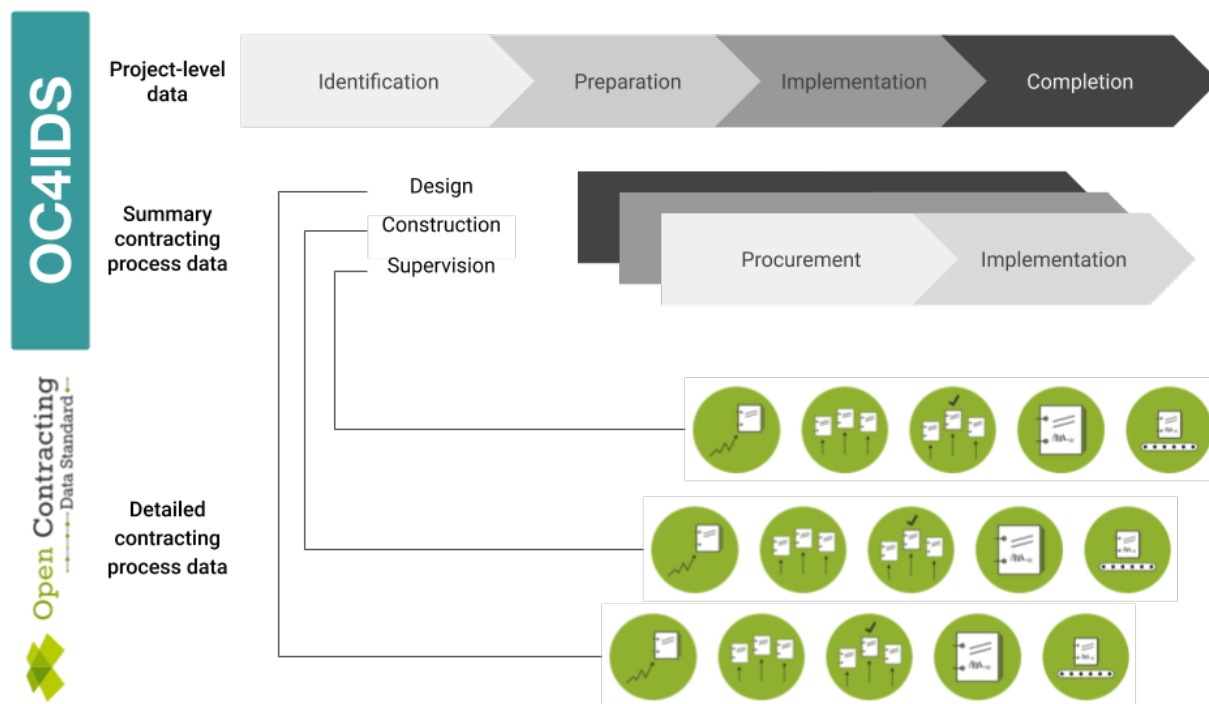 OC4IDS
Project-level
data
Identification
Preparation
Implementation
Completion
Summary
contracting
process data
Design
Construction
Supervision
Procurement
Implementation
Open Contracting
Data Standard
Detailed
contracting
process data